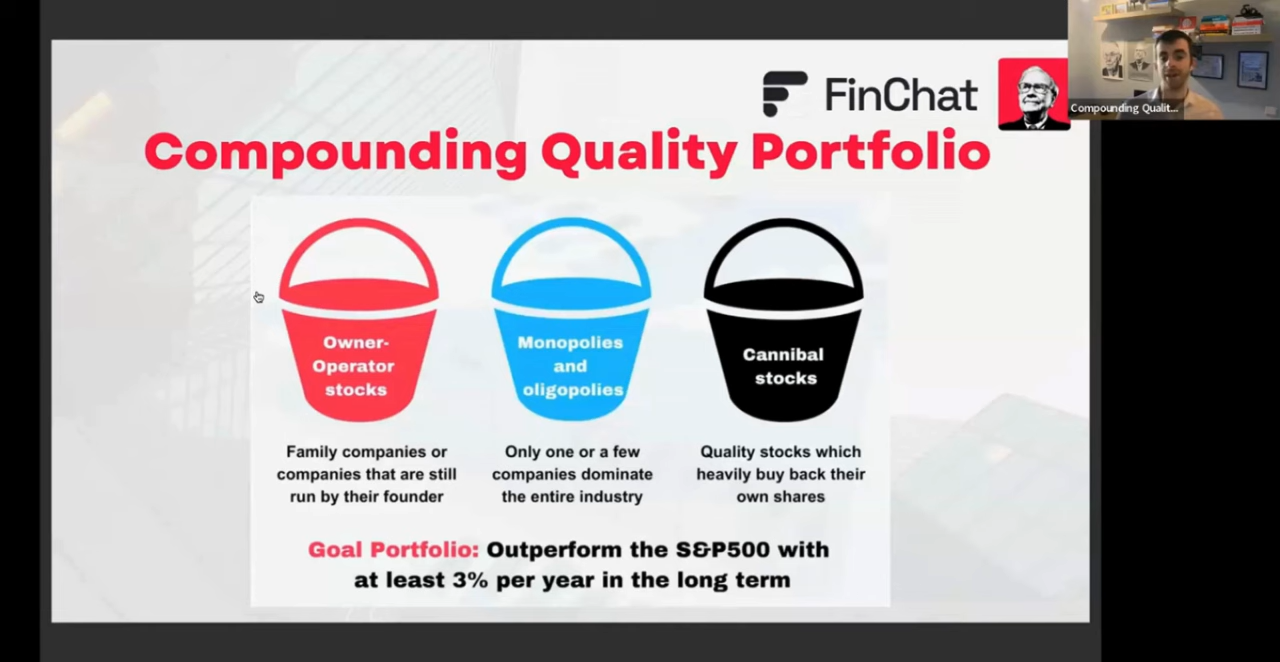 FinChat
Compounding Qualit...
Compounding Quality Portfolio
Owner-
Operator
stocks
Monopolies
and
oligopolies
Cannibal
stocks
Family companies or
companies that are still
run by their founder
Only one or a few
companies dominate
the entire industry
Quality stocks which
heavily buy back their
own shares
Goal Portfolio: Outperform the S&P500 with
at least 3% per year in the long term